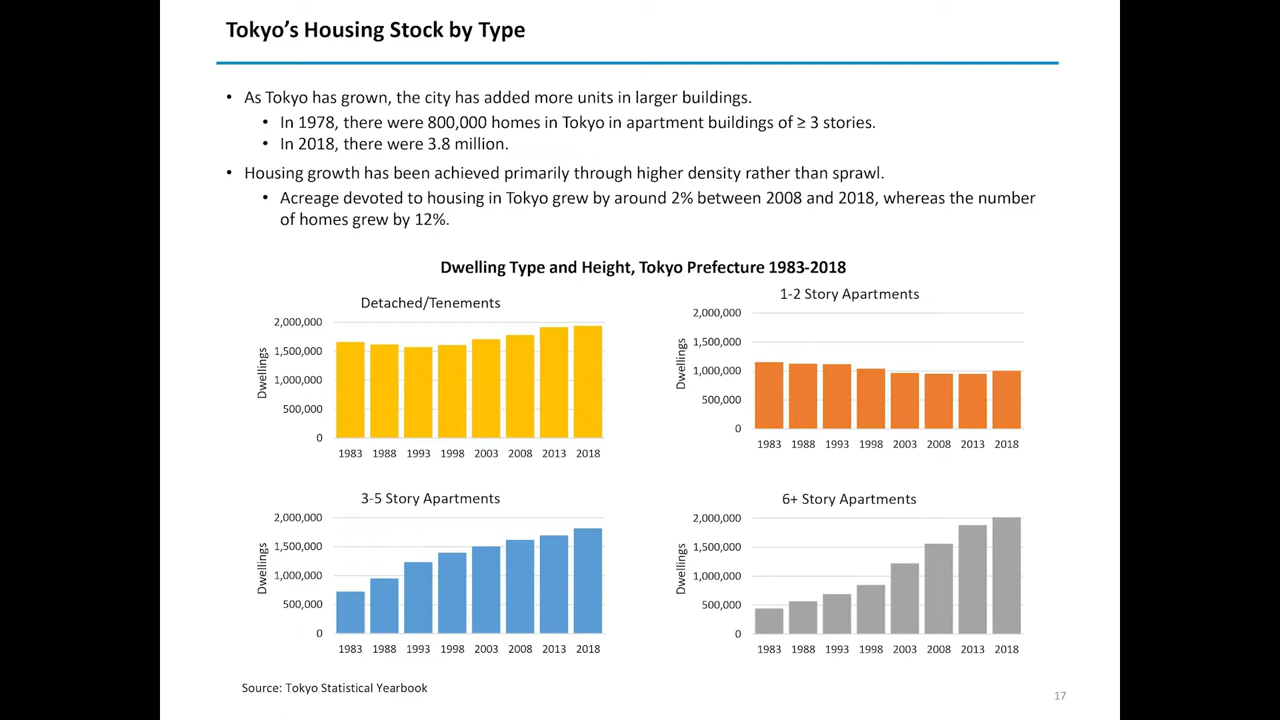 Tokyo’s Housing Stock by Type
• As Tokyo has grown, the city has added more units in larger buildings.
• In 1978, there were 800,000 homes in Tokyo in apartment buildings of ≥ 3 stories.
• In 2018, there were 3.8 million.
• Housing growth has been achieved primarily through higher density rather than sprawl.
• Acreage devoted to housing in Tokyo grew by around 2% between 2008 and 2018, whereas the number
of homes grew by 12%.
Dwelling Type and Height, Tokyo Prefecture 1983-2018
Detached/Tenements
Dwellings
2,000,000
1,500,000
1,000,000
500,000
0
1983 1988 1993 1998 2003 2008 2013 2018
1-2 Story Apartments
Dwellings
2,000,000
1,500,000
1,000,000
500,000
0
1983 1988 1993 1998 2003 2008 2013 2018
3-5 Story Apartments
Dwellings
2,000,000
1,500,000
1,000,000
500,000
0
1983 1988 1993 1998 2003 2008 2013 2018
6+ Story Apartments
Dwellings
2,000,000
1,500,000
1,000,000
500,000
0
1983 1988 1993 1998 2003 2008 2013 2018
Source: Tokyo Statistical Yearbook
17